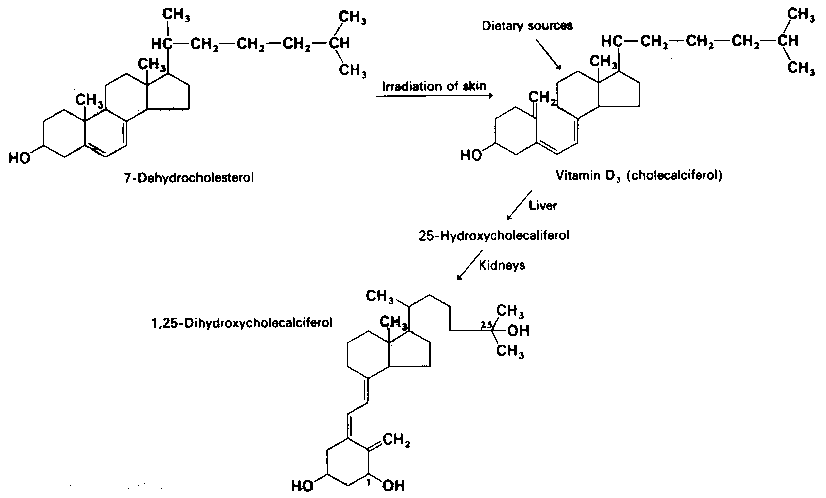 CH₃
HC—CH₂—CH₂—CH₂—CH
CH₃
CH₃
CH₃
HO
7-Dehydrocholesterol
Irradiation of skin
Dietary sources
CH₃
HC—CH₂—CH₂—CH₂—CH
CH₃
CH₃
CH₂
HO
Vitamin D₃ (cholecalciferol)
Liver
25-Hydroxycholecaliferol
Kidneys
1,25-Dihydroxycholecalciferol
CH₃
CH₃
25
CH₃
OH
CH₃
CH₂
HO
1
OH